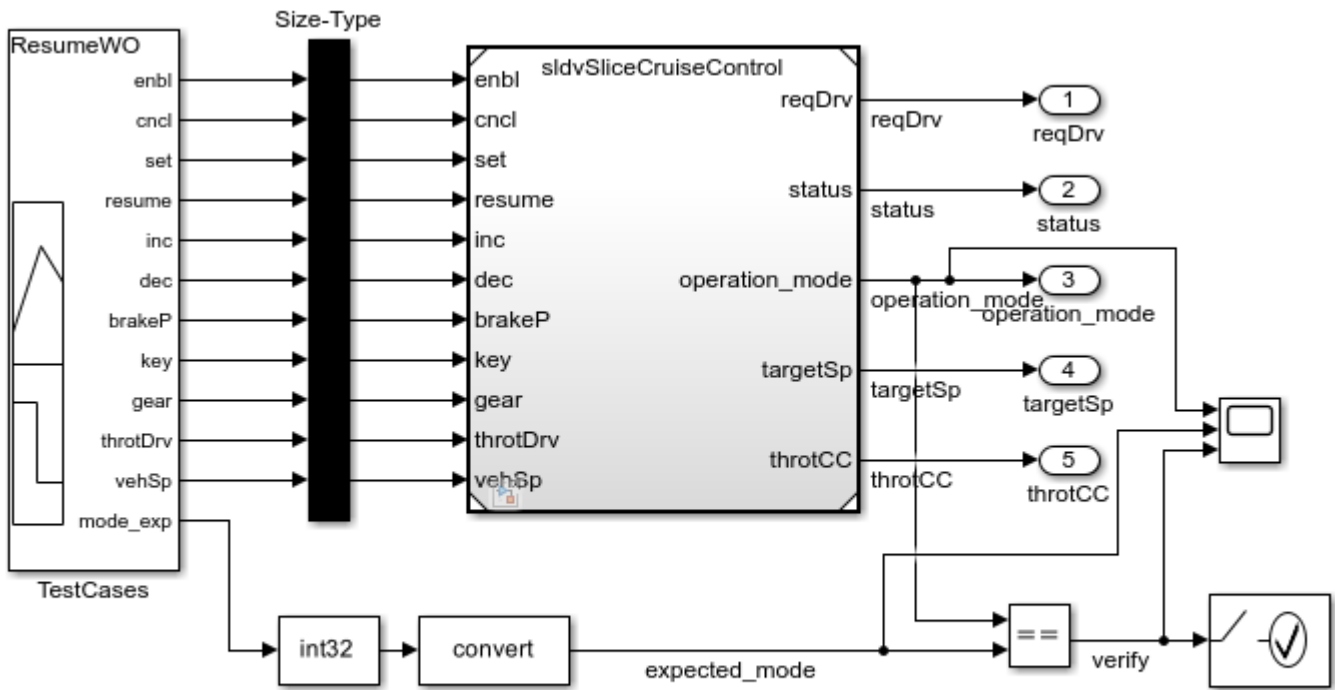 Size-Type
ResumeWO
enbl
cncl
set
resume
inc
dec
brakeP
key
gear
throtDrv
vehSp
mode_exp
TestCases
sldvSliceCruiseControl
enbl
cncl
set
resume
inc
dec
brakeP
key
gear
throtDrv
vehSp
reqDrv
status
operation_mode
targetSp
throtCC
reqDrv
status
operation_mode
targetSp
throtCC
1
reqDrv
2
status
3
operation_mode
4
targetSp
5
throtCC
int32
convert
expected_mode
==
verify